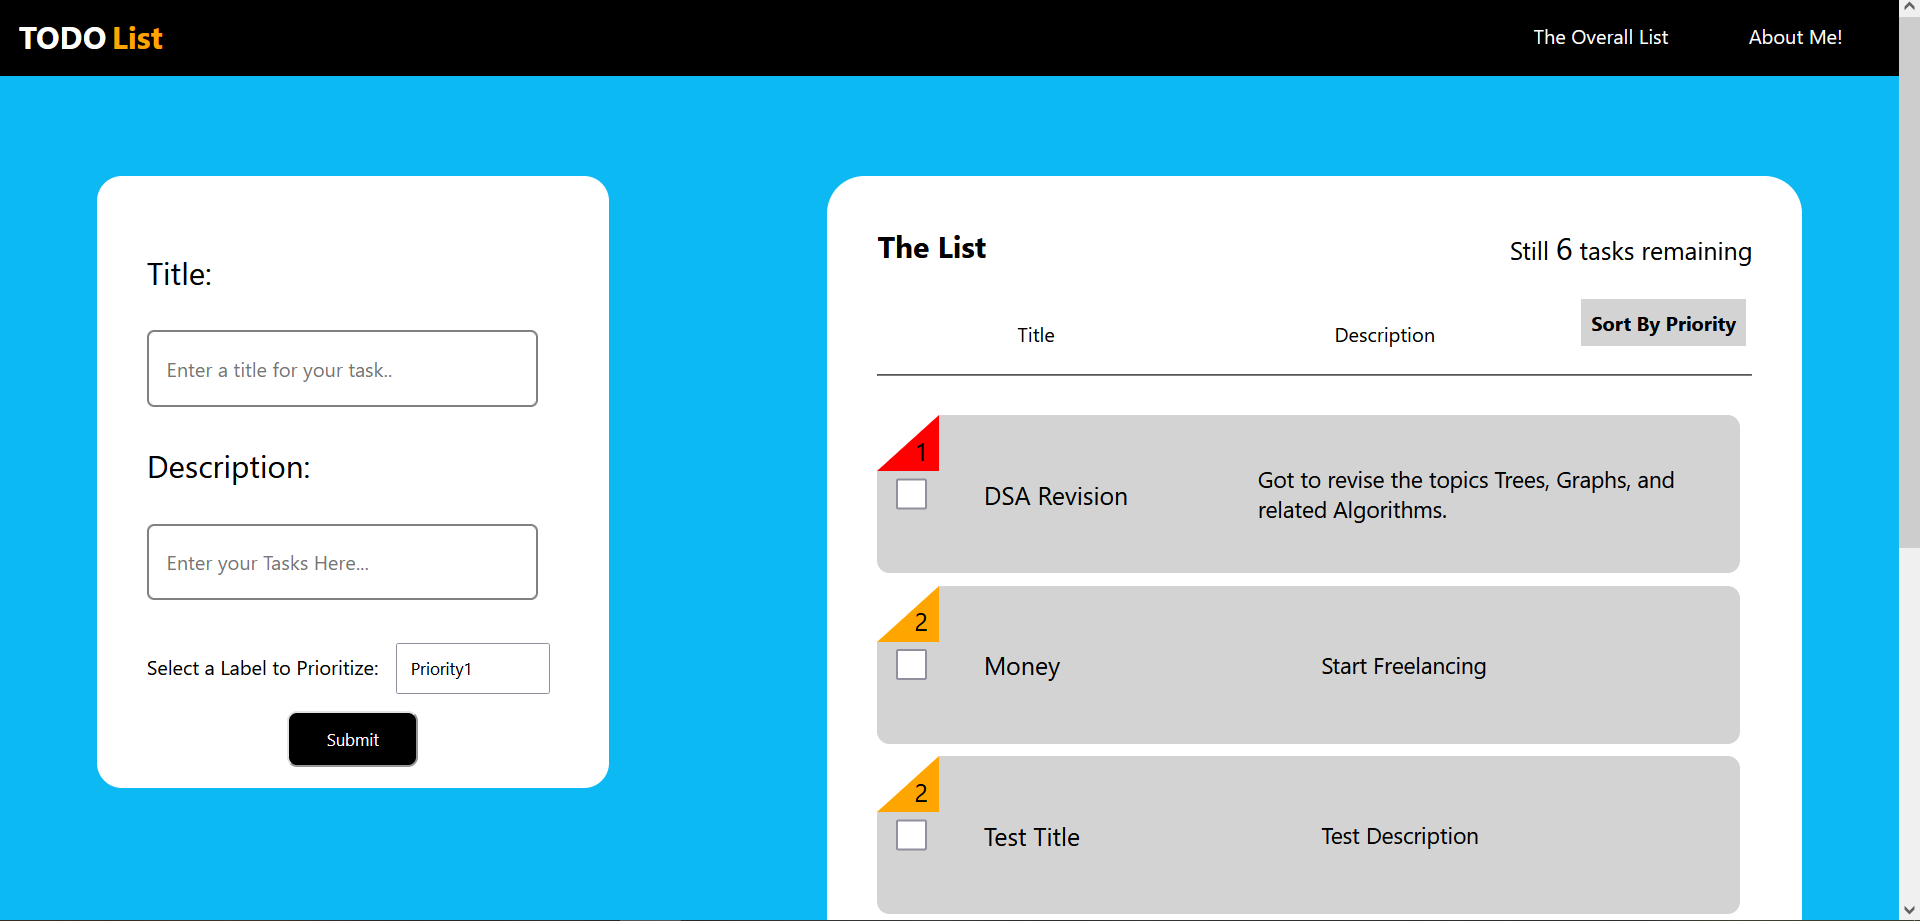 TODO List
The Overall List
About Me!
Title:
Enter a title for your task..
Description:
Enter your Tasks Here...
Select a Label to Prioritize:
Priority1
Submit
The List
Still 6 tasks remaining
Title
Description
Sort By Priority
1
DSA Revision
Got to revise the topics Trees, Graphs, and
related Algorithms.
2
Money
Start Freelancing
2
Test Title
Test Description